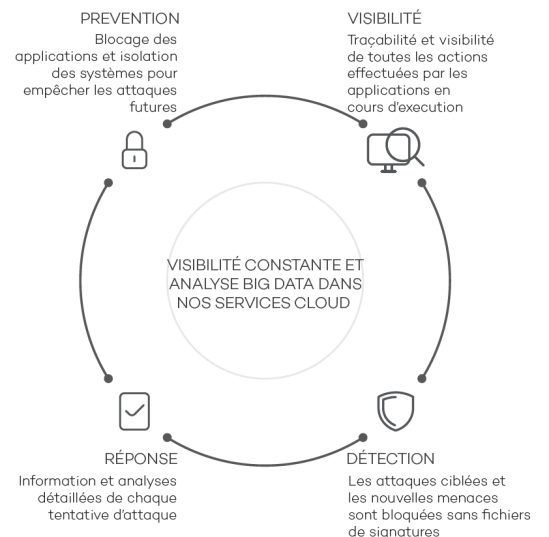 PREVENTION
Blocage des
applications et isolation
des systèmes pour
empêcher les attaques
futures
VISIBILITÉ
Traçabilité et visibilité
de toutes les actions
effectuées par les
applications en
cours d'execution
VISIBILITÉ CONSTANTE ET
ANALYSE BIG DATA DANS
NOS SERVICES CLOUD
RÉPONSE
Information et analyses
détaillées de chaque
tentative d'attaque
DÉTECTION
Les attaques ciblées et
les nouvelles menaces
sont bloquées sans fichiers
de signatures